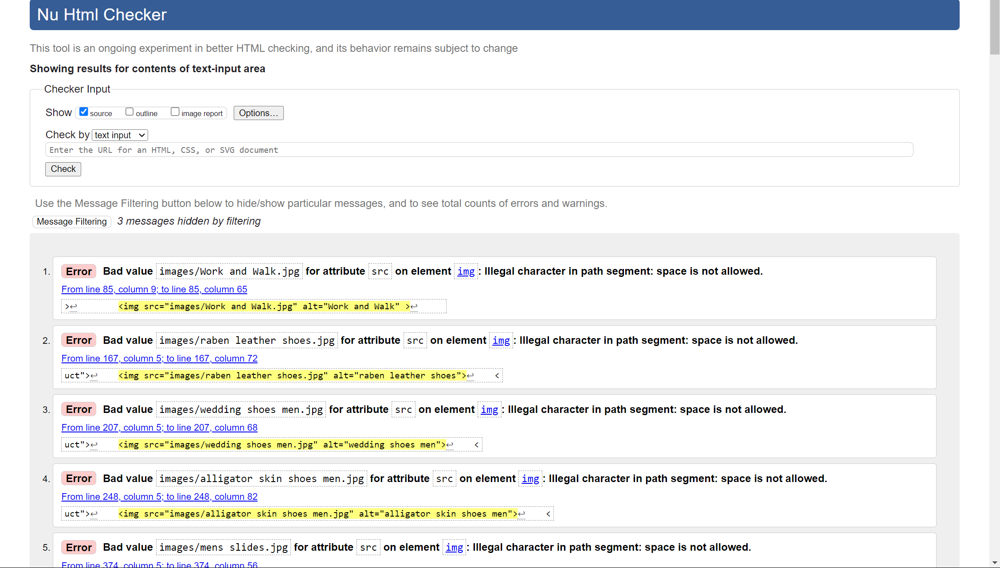 Nu Html Checker
This tool is an ongoing experiment in better HTML checking, and its behavior remains subject to change
Showing results for contents of text-input area
Checker Input
Show source outline image report Options...
Check by text input
Enter the URL for an HTML, CSS, or SVG document
Check
Use the Message Filtering button below to hide/show particular messages, and to see total counts of errors and warnings.
Message Filtering 3 messages hidden by filtering
1. Error Bad value images/Work and Walk.jpg for attribute src on element img: Illegal character in path segment: space is not allowed.
From line 85, column 9; to line 85, column 65
>↩ <img src="images/Work and Walk.jpg" alt="Work and Walk" >↩
2. Error Bad value images/raben leather shoes.jpg for attribute src on element img: Illegal character in path segment: space is not allowed.
From line 167, column 5; to line 167, column 72
uct">↩ <img src="images/raben leather shoes.jpg" alt="raben leather shoes">↩ <
3. Error Bad value images/wedding shoes men.jpg for attribute src on element img: Illegal character in path segment: space is not allowed.
From line 207, column 5; to line 207, column 68
uct">↩ <img src="images/wedding shoes men.jpg" alt="wedding shoes men">↩ <
4. Error Bad value images/alligator skin shoes men.jpg for attribute src on element img: Illegal character in path segment: space is not allowed.
From line 248, column 5; to line 248, column 82
uct">↩ <img src="images/alligator skin shoes men.jpg" alt="alligator skin shoes men">↩ <
5. Error Bad value images/mens slides.jpg for attribute src on element img: Illegal character in path segment: space is not allowed.
From line 374, column 5; to line 374, column 56